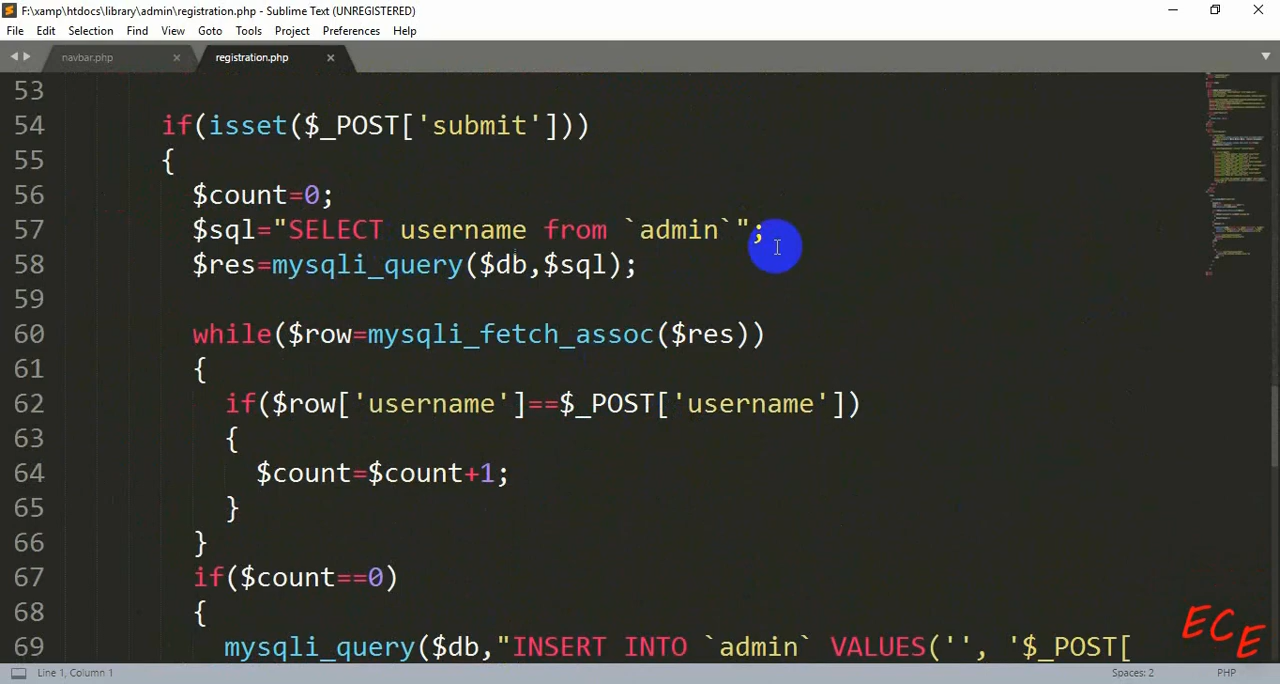 F:\xamp\htdocs\library\admin\registration.php - Sublime Text (UNREGISTERED)
File Edit Selection Find View Goto Tools Project Preferences Help
navbar.php × registration.php ×
53
54 if(isset($_POST['submit']))
55 {
56 $count=0;
57 $sql="SELECT username from `admin`";
58 $res=mysqli_query($db,$sql);
59
60 while($row=mysqli_fetch_assoc($res))
61 {
62 if($row['username']==$_POST['username'])
63 {
64 $count=$count+1;
65 }
66 }
67 if($count==0)
68 {
69 mysqli_query($db,"INSERT INTO `admin` VALUES('', '$_POST[
ECE
Line 1, Column 1 Spaces: 2 PHP